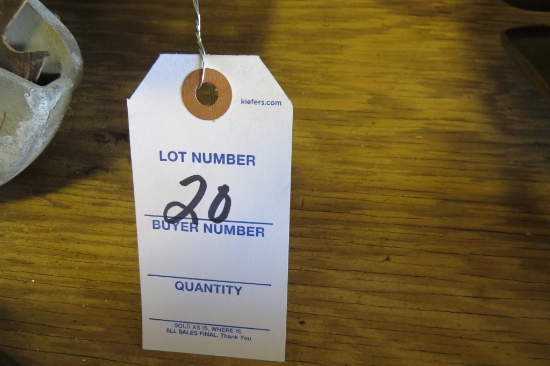 kiefers.com
LOT NUMBER
20
BUYER NUMBER
QUANTITY
SOLD AS IS, WHERE IS.
ALL SALES FINAL. Thank You